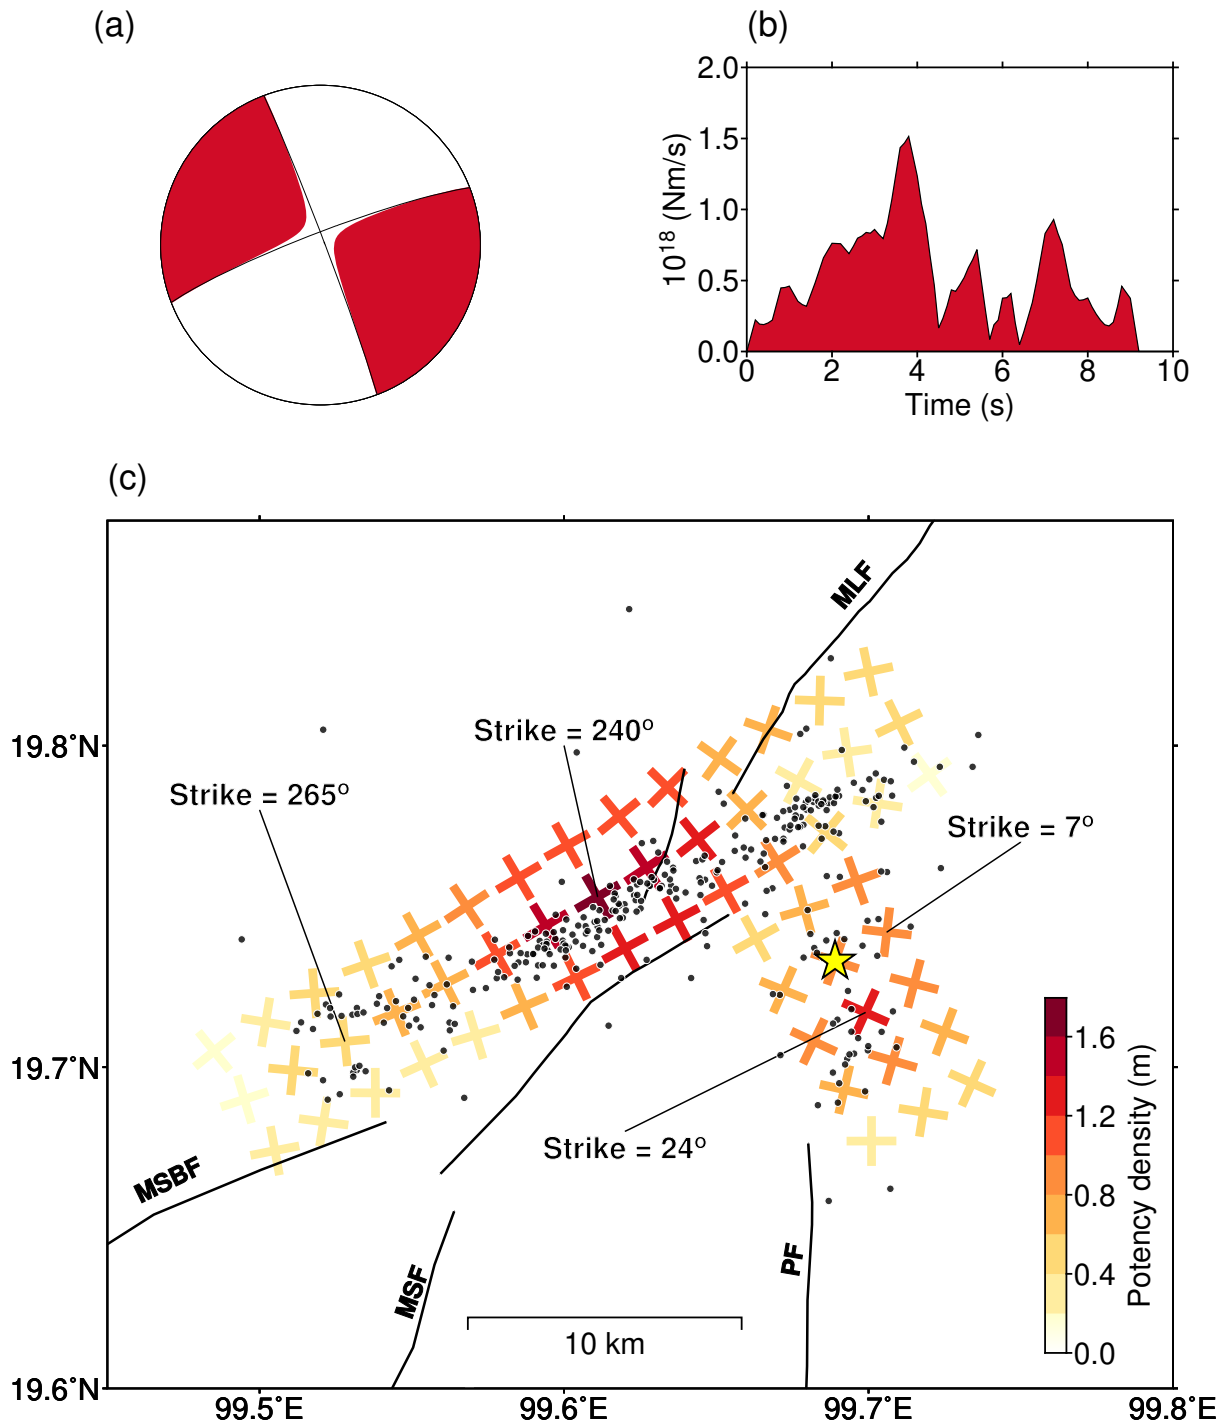 (a)
(b)
2.0
1.5
1.0
0.5
0.0
10¹⁸ (Nm/s)
0 2 4 6 8 10
Time (s)
(c)
MLF
Strike = 240°
19.8°N
Strike = 265°
Strike = 7°
19.7°N
1.6
1.2
0.8
0.4
0.0
Potency density (m)
Strike = 24°
MSBF
MSF
PF
10 km
19.6°N
99.5°E 99.6°E 99.7°E 99.8°E